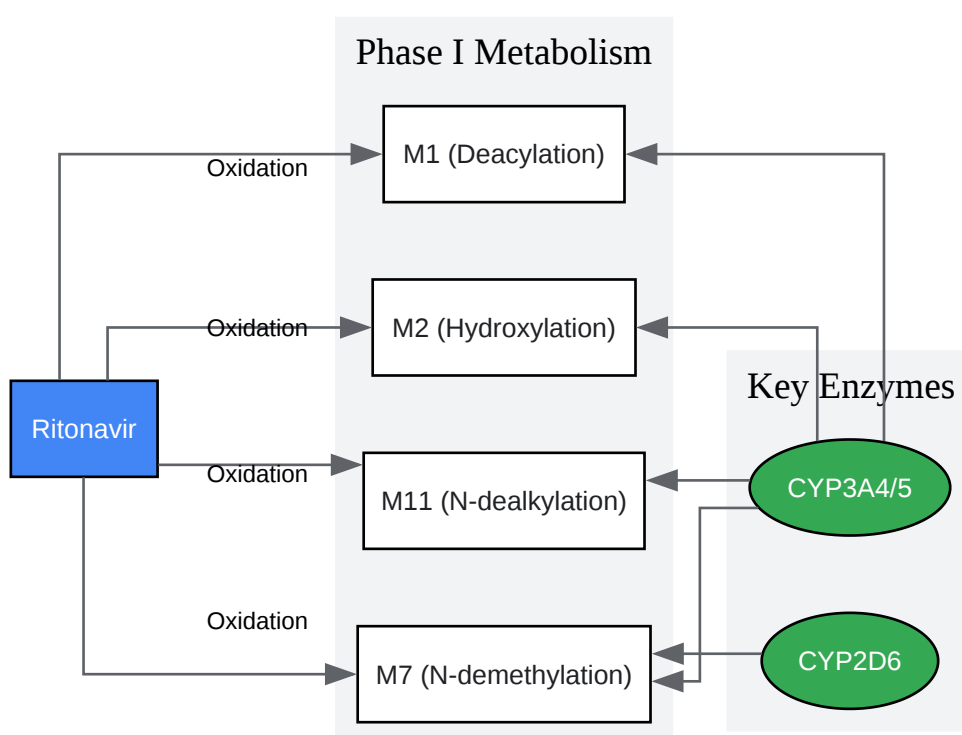 Phase I Metabolism
M1 (Deacylation)
Oxidation
Oxidation
M2 (Hydroxylation)
Key Enzymes
Ritonavir
Oxidation
M11 (N-dealkylation)
CYP3A4/5
Oxidation
M7 (N-demethylation)
CYP2D6